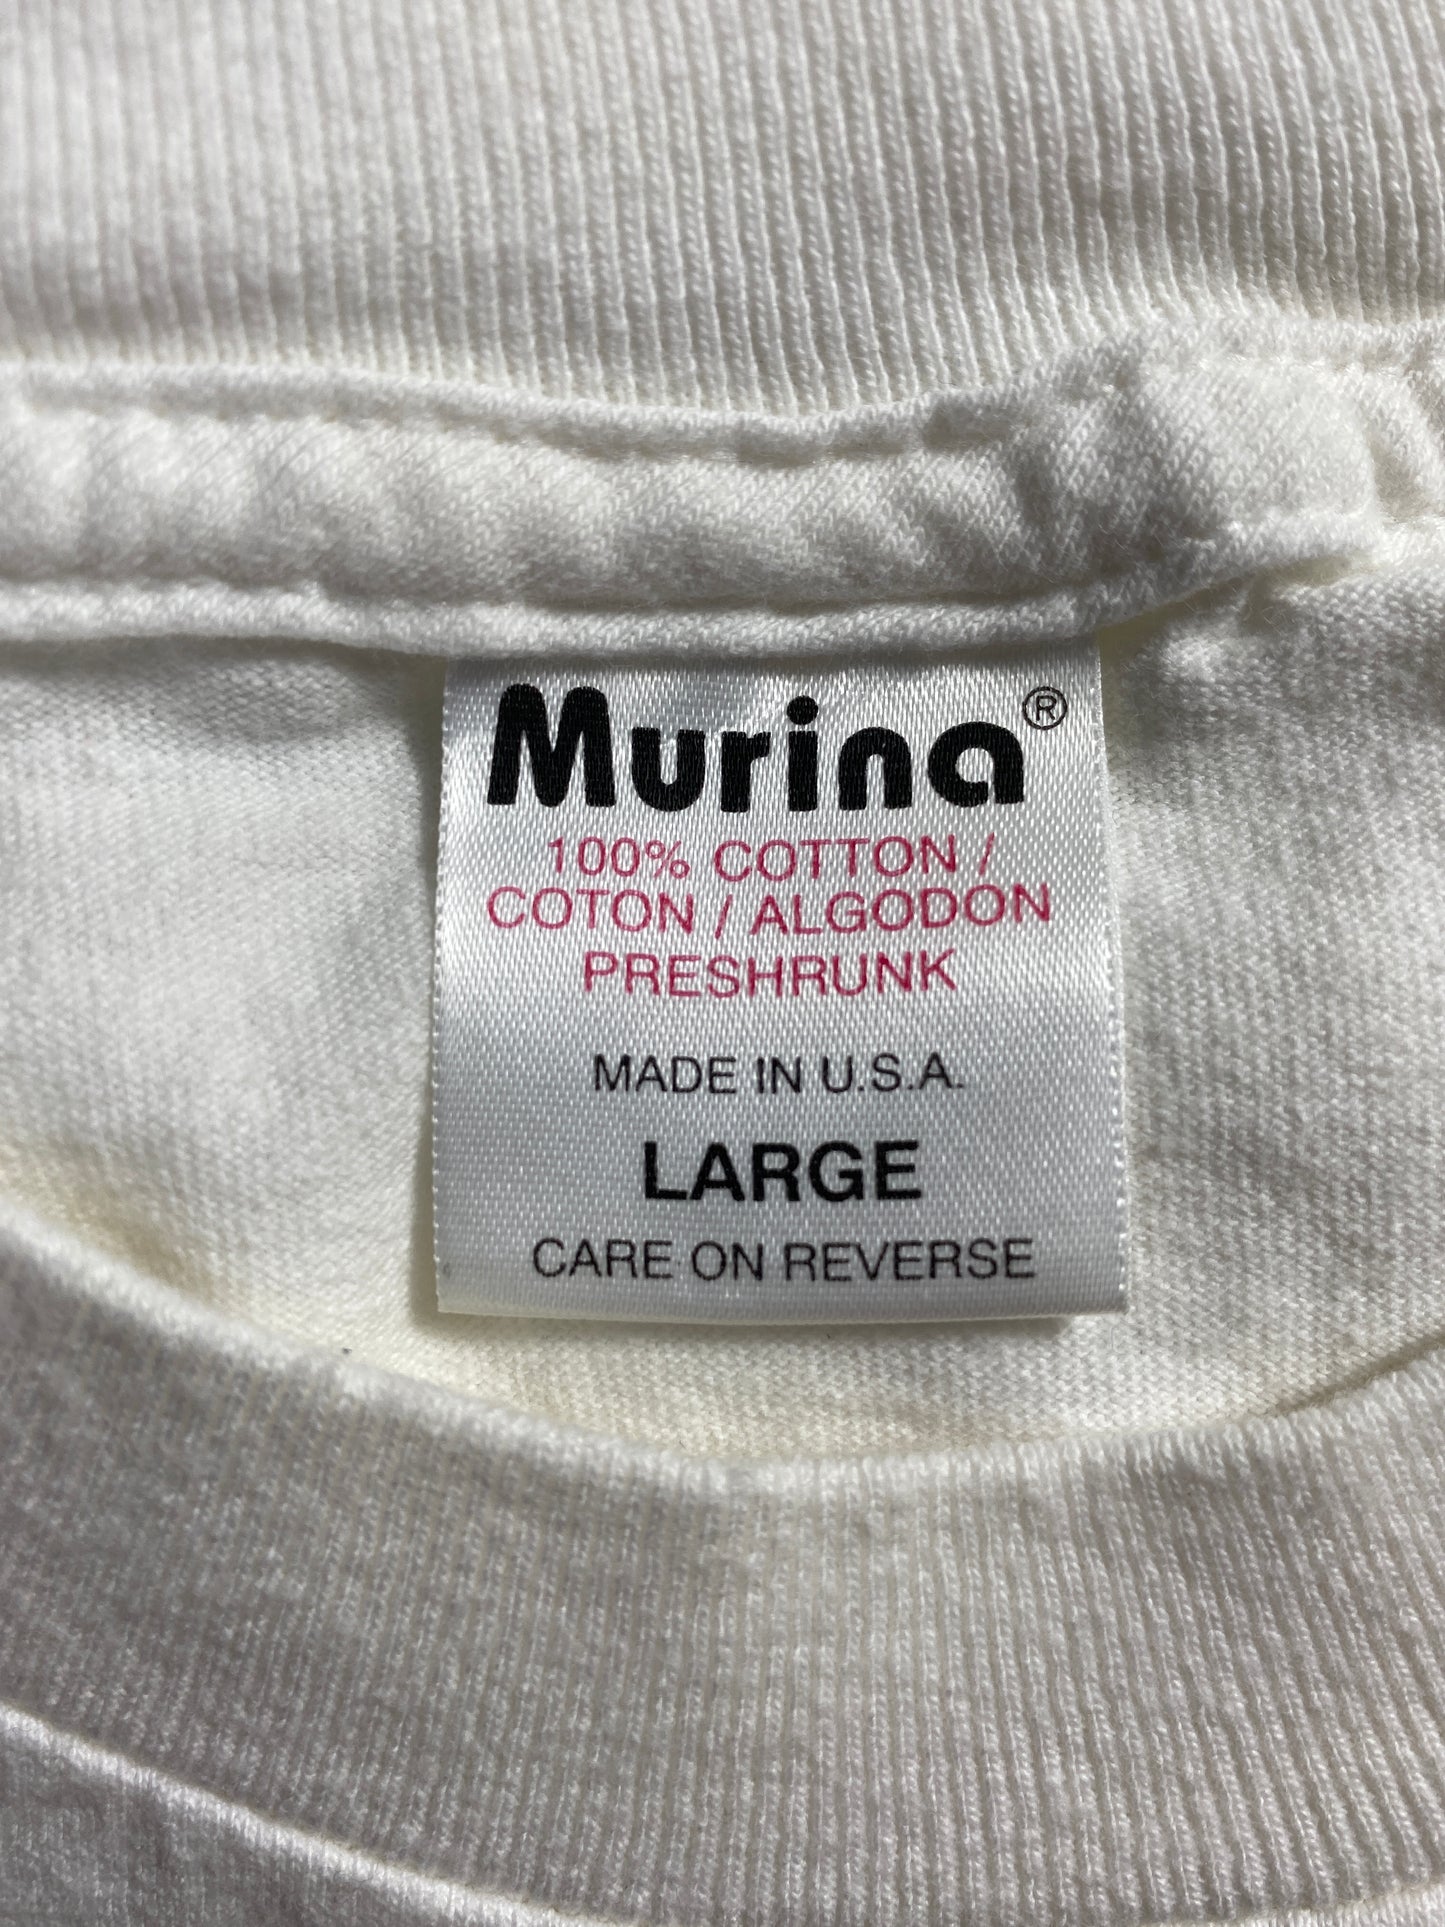 Murina®
100% COTTON /
COTON / ALGODON
PRESHRUNK
MADE IN U.S.A.
LARGE
CARE ON REVERSE